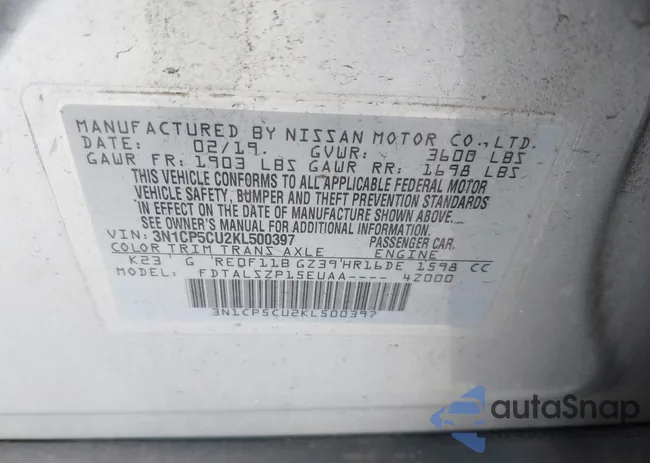 MANUFACTURED BY NISSAN MOTOR CO., LTD.
DATE: 02/19. GVWR: 3600 LBS
GAWR FR: 1903 LBS GAWR RR: 1698 LBS
THIS VEHICLE CONFORMS TO ALL APPLICABLE FEDERAL MOTOR
VEHICLE SAFETY, BUMPER AND THEFT PREVENTION STANDARDS
IN EFFECT ON THE DATE OF MANUFACTURE SHOWN ABOVE.
SEE OWNER'S MANUAL FOR ADDITIONAL INFORMATION.
VIN: 3N1CP5CU2KL500397 PASSENGER CAR.
COLOR TRIM TRANS AXLE ENGINE
K23 G RE0F11B GZ39 HR16DE 1598 CC
MODEL: FDTALSZP15EUAA---- 42000
3N1CP5CU2KL500397
autoSnap